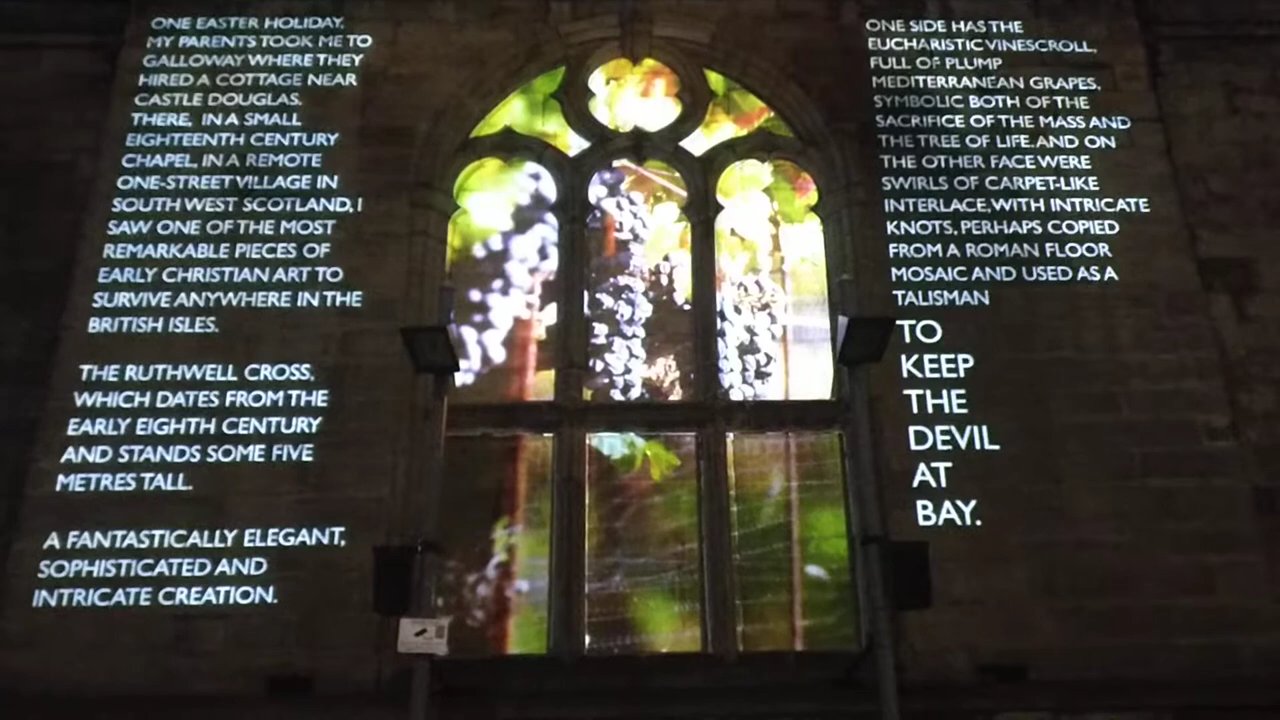 ONE EASTER HOLIDAY,
MY PARENTS TOOK ME TO
GALLOWAY WHERE THEY
HIRED A COTTAGE NEAR
CASTLE DOUGLAS.
THERE, IN A SMALL
EIGHTEENTH CENTURY
CHAPEL, IN A REMOTE
ONE-STREET VILLAGE IN
SOUTH WEST SCOTLAND, I
SAW ONE OF THE MOST
REMARKABLE PIECES OF
EARLY CHRISTIAN ART TO
SURVIVE ANYWHERE IN THE
BRITISH ISLES.
THE RUTHWELL CROSS,
WHICH DATES FROM THE
EARLY EIGHTH CENTURY
AND STANDS SOME FIVE
METRES TALL.
A FANTASTICALLY ELEGANT,
SOPHISTICATED AND
INTRICATE CREATION.
ONE SIDE HAS THE
EUCHARISTIC VINESCROLL,
FULL OF PLUMP
MEDITERRANEAN GRAPES,
SYMBOLIC BOTH OF THE
SACRIFICE OF THE MASS AND
THE TREE OF LIFE. AND ON
THE OTHER FACE WERE
SWIRLS OF CARPET-LIKE
INTERLACE, WITH INTRICATE
KNOTS, PERHAPS COPIED
FROM A ROMAN FLOOR
MOSAIC AND USED AS A
TALISMAN
TO
KEEP
THE
DEVIL
AT
BAY.